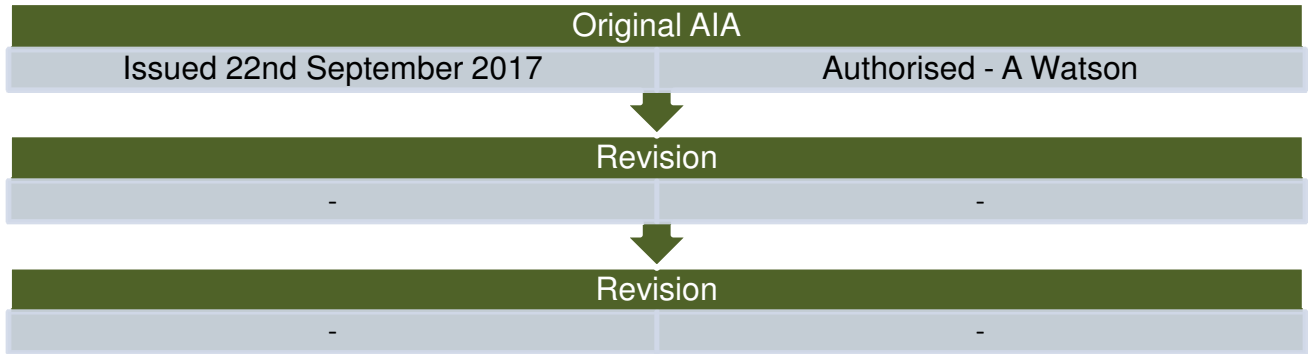 Original AIA
Issued 22nd September 2017 Authorised - A Watson
Revision
- -
Revision
- -